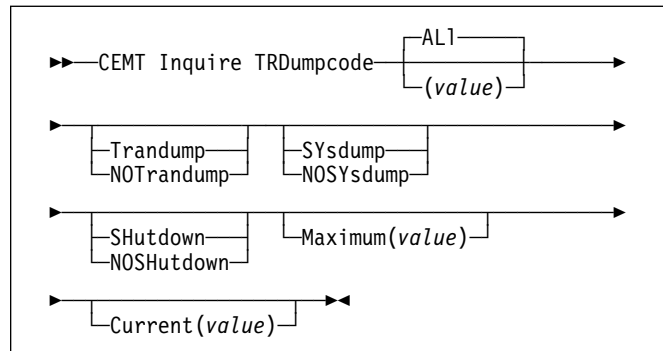 ALl
CEMT Inquire TRDumpcode
(value)
Trandump SYsdump
NOTrandump NOSYsdump
SHutdown Maximum(value)
NOSHutdown
Current(value)